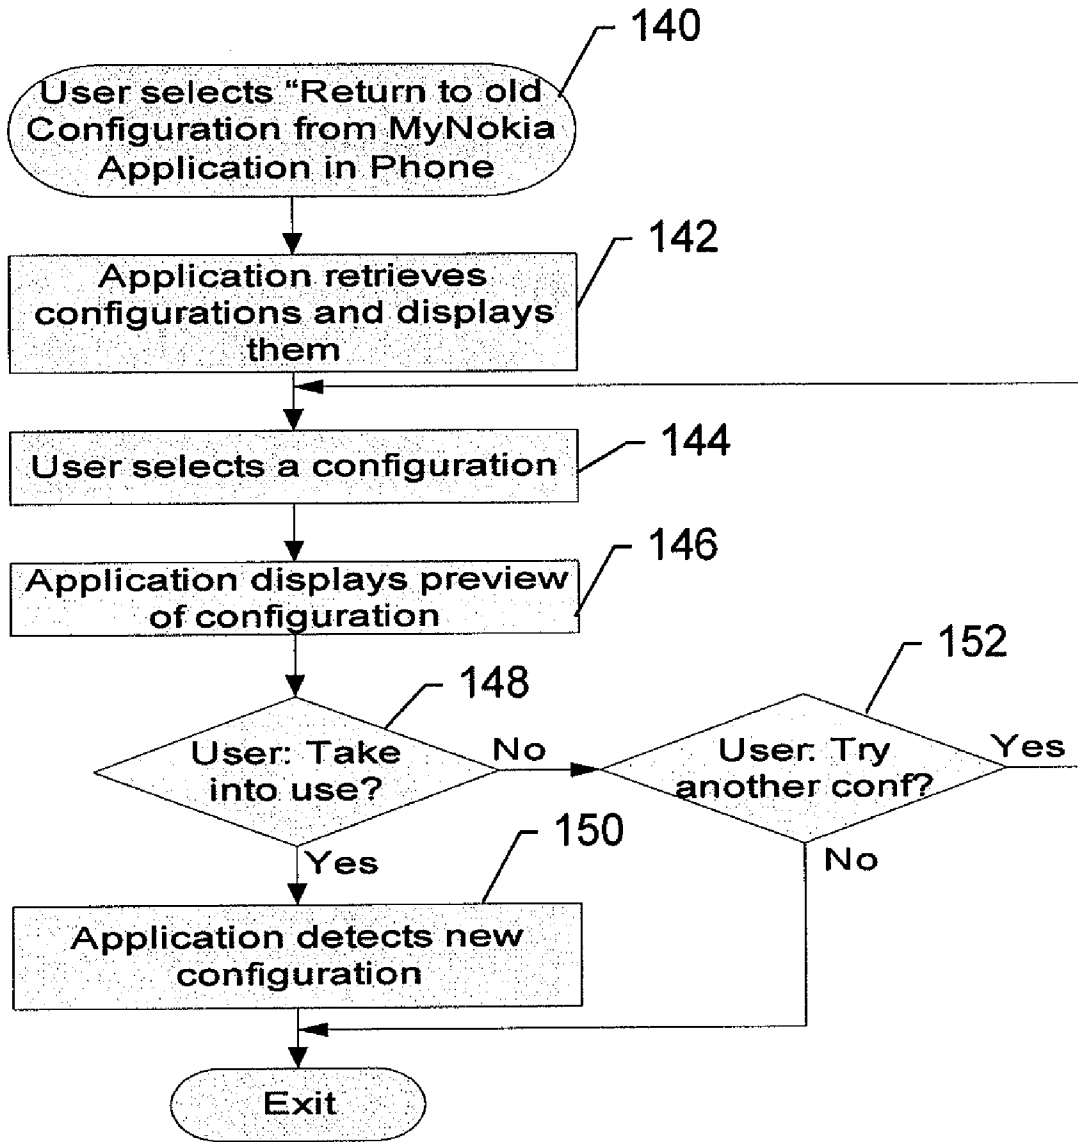 140
User selects “Return to old
Configuration from MyNokia
Application in Phone
142
Application retrieves
configurations and displays
them
144
User selects a configuration
146
Application displays preview
of configuration
148
User: Take
into use?
No
152
User: Try
another conf?
Yes
Yes
No
150
Application detects new
configuration
Exit